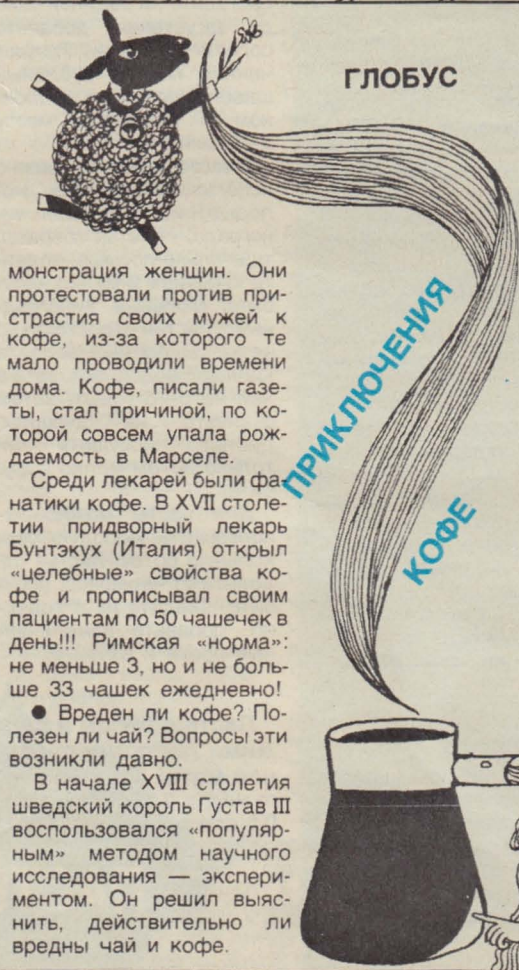 ГЛОБУС
ПРИКЛЮЧЕНИЯ
КОФЕ
монстрация женщин. Они
протестовали против при-
страстия своих мужей к
кофе, из-за которого те
мало проводили времени
дома. Кофе, писали газе-
ты, стал причиной, по ко-
торой совсем упала рож-
даемость в Марселе.
Среди лекарей были фа-
натики кофе. В XVII столе-
тии придворный лекарь
Бунтэкух (Италия) открыл
«целебные» свойства ко-
фе и прописывал своим
пациентам по 50 чашечек в
день!!! Римская «норма»:
не меньше 3, но и не боль-
ше 33 чашек ежедневно!
● Вреден ли кофе? По-
лезен ли чай? Вопросы эти
возникли давно.
В начале XVIII столетия
шведский король Густав III
воспользовался «популяр-
ным» методом научного
исследования — экспери-
ментом. Он решил выяс-
нить, действительно ли
вредны чай и кофе.